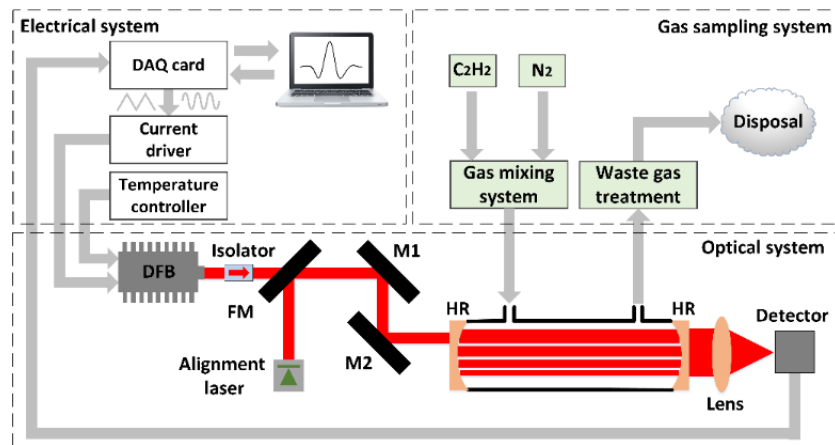 Electrical system
DAQ card
Current
driver
Temperature
controller
Gas sampling system
C2H2
N2
Gas mixing
system
Waste gas
treatment
Disposal
Optical system
DFB
Isolator
FM
Alignment
laser
M1
M2
HR
HR
Lens
Detector